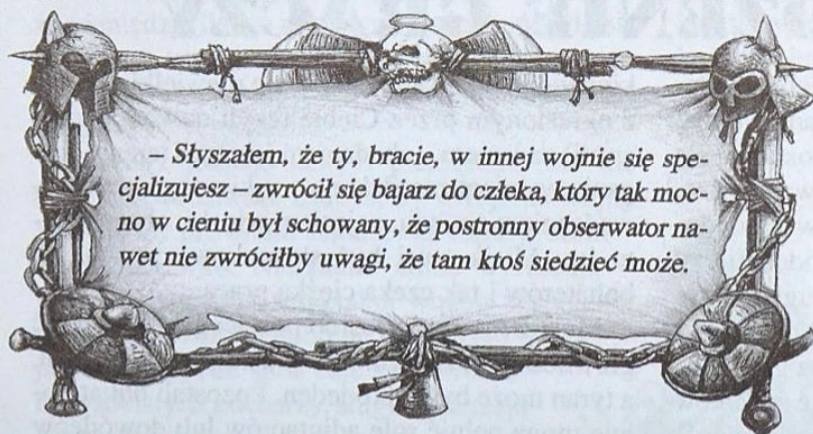 – Słyszałem, że ty, bracie, w innej wojnie się spe-
cjalizujesz – zwrócił się bajarz do człeka, który tak moc-
no w cieniu był schowany, że postronny obserwator na-
wet nie zwróciłby uwagi, że tam ktoś siedzieć może.